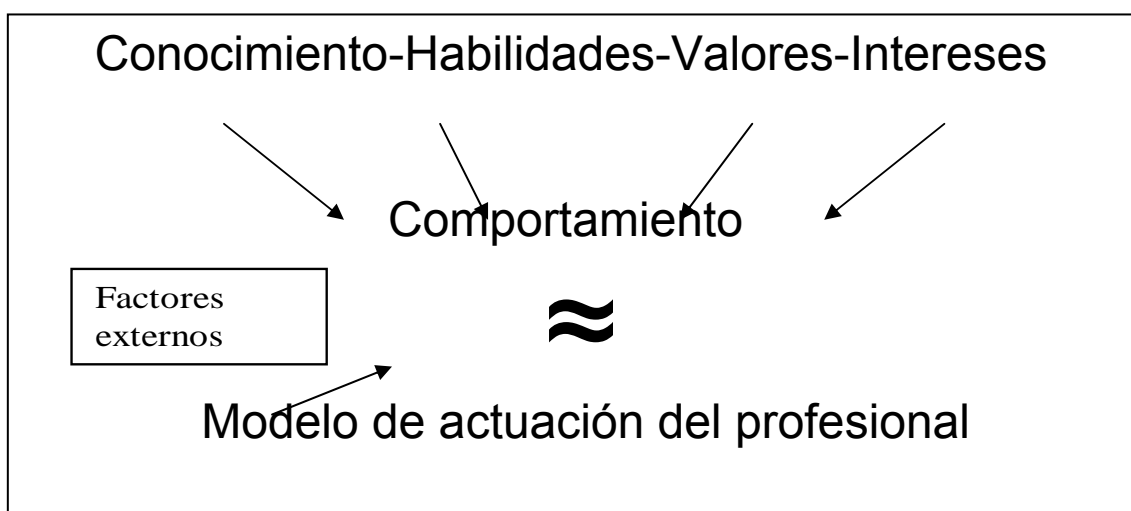 Conocimiento-Habilidades-Valores-Intereses
Comportamiento
Factores
externos
≈
Modelo de actuación del profesional